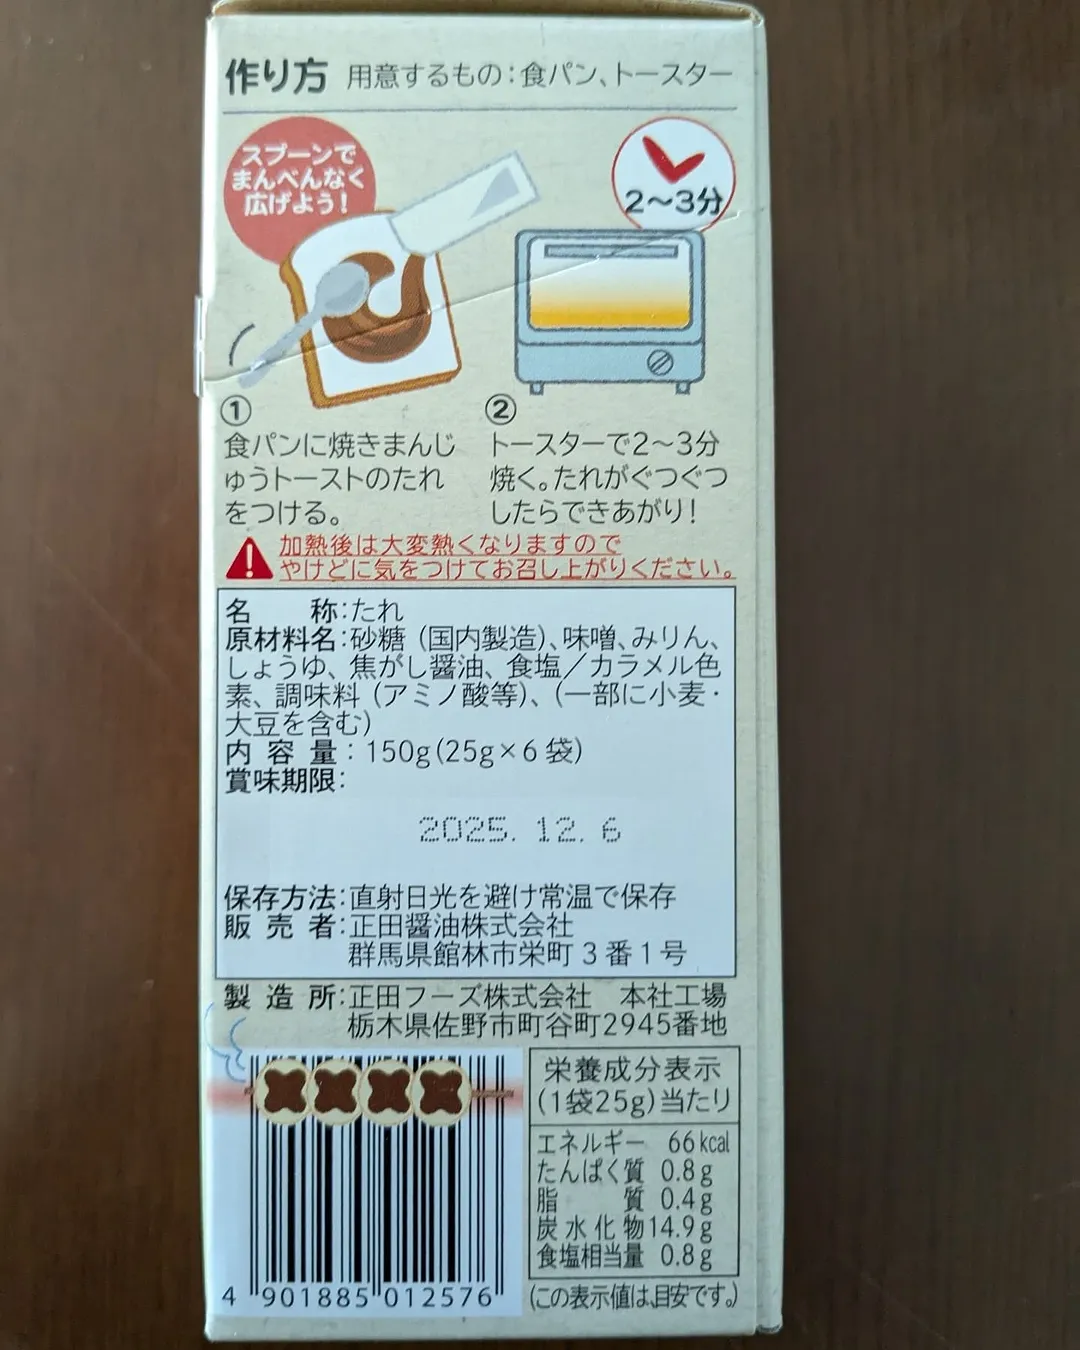 作り方 用意するもの：食パン、トースター
スプーンで
まんべんなく
広げよう！
2〜3分
①
食パンに焼きまんじ
ゅうトーストのたれ
をつける。
②
トースターで2〜3分
焼く。たれがぐつぐつ
したらできあがり！
加熱後は大変熱くなりますので
やけどに気をつけてお召し上がりください。
名称：たれ
原材料名：砂糖（国内製造）、味噌、みりん、
しょうゆ、焦がし醤油、食塩／カラメル色
素、調味料（アミノ酸等）、（一部に小麦・
大豆を含む）
内容量：150g(25g×6袋)
賞味期限：
2025.12.6
保存方法：直射日光を避け常温で保存
販売者：正田醤油株式会社
群馬県館林市栄町3番1号
製造所：正田フーズ株式会社 本社工場
栃木県佐野市町谷町2945番地
4 901885 012576
栄養成分表示
(1袋25g)当たり
エネルギー 66kcal
たんぱく質 0.8g
脂質 0.4g
炭水化物 14.9g
食塩相当量 0.8g
(この表示値は、目安です。)